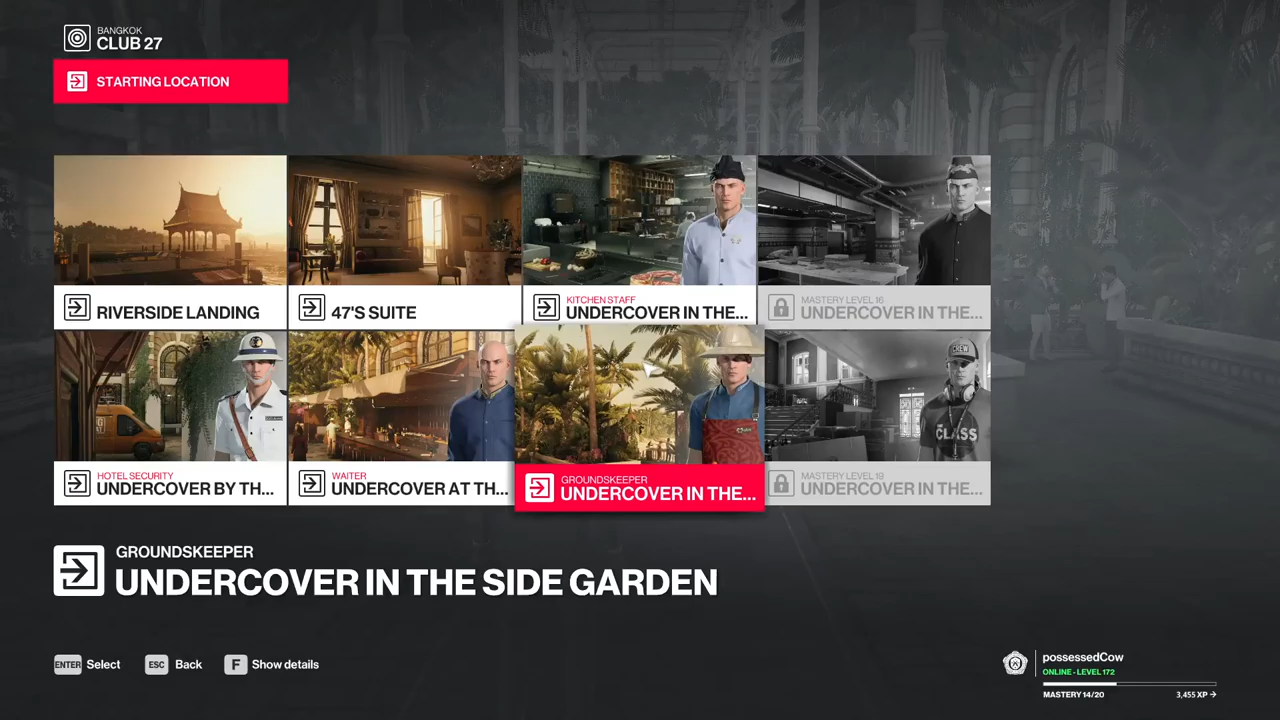 BANGKOK
CLUB 27
STARTING LOCATION
RIVERSIDE LANDING
47'S SUITE
KITCHEN STAFF
UNDERCOVER IN THE...
MASTERY LEVEL 16
UNDERCOVER IN THE...
HOTEL SECURITY
UNDERCOVER BY TH...
WAITER
UNDERCOVER AT TH...
GROUNDSKEEPER
UNDERCOVER IN THE...
CREW
CLASS
MASTERY LEVEL 19
UNDERCOVER IN THE...
GROUNDSKEEPER
UNDERCOVER IN THE SIDE GARDEN
ENTER Select
ESC Back
F Show details
possessedCow
ONLINE - LEVEL 172
MASTERY 14/20
3,455 XP